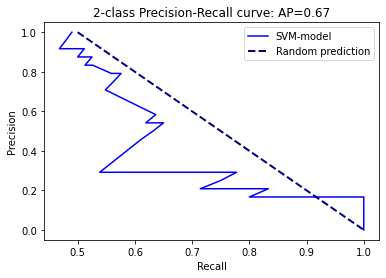 2-class Precision-Recall curve: AP=0.67
SVM-model
Random prediction
Precision
1.0
0.8
0.6
0.4
0.2
0.0
0.5 0.6 0.7 0.8 0.9 1.0
Recall